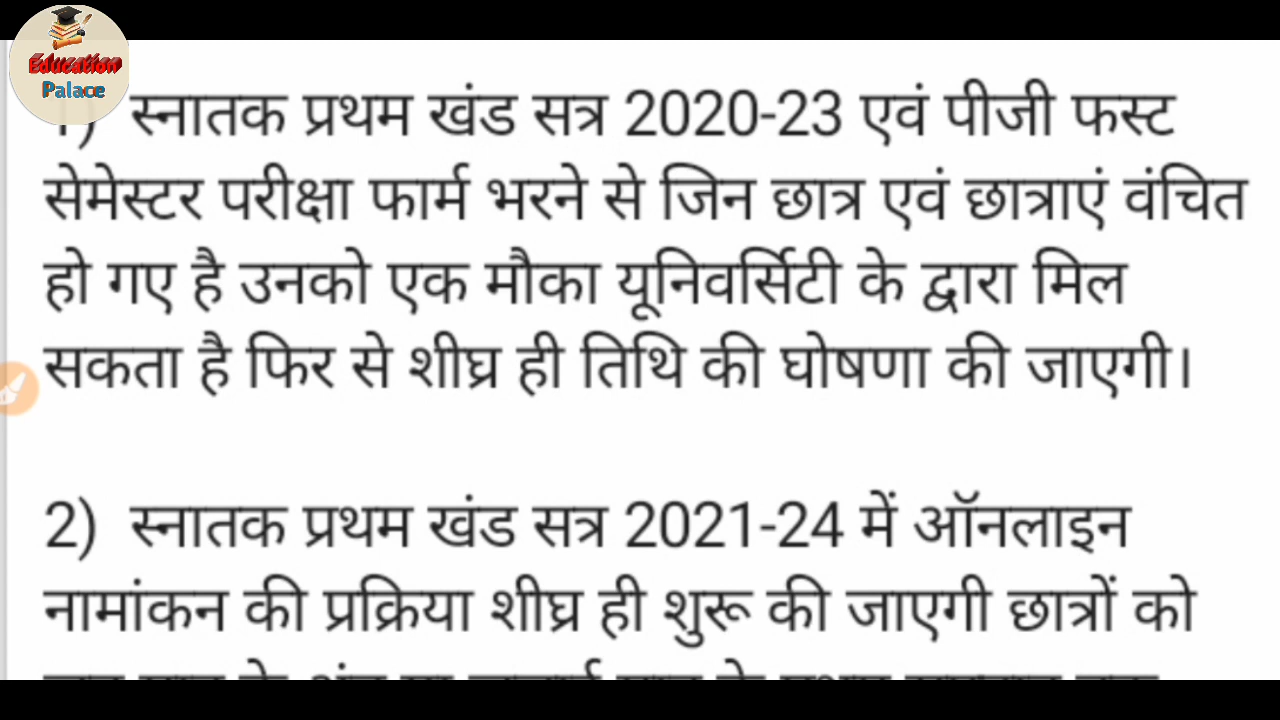 Education
Palace
1) स्नातक प्रथम खंड सत्र 2020-23 एवं पीजी फस्ट
सेमेस्टर परीक्षा फार्म भरने से जिन छात्र एवं छात्राएं वंचित
हो गए है उनको एक मौका यूनिवर्सिटी के द्वारा मिल
सकता है फिर से शीघ्र ही तिथि की घोषणा की जाएगी।
2) स्नातक प्रथम खंड सत्र 2021-24 में ऑनलाइन
नामांकन की प्रक्रिया शीघ्र ही शुरू की जाएगी छात्रों को